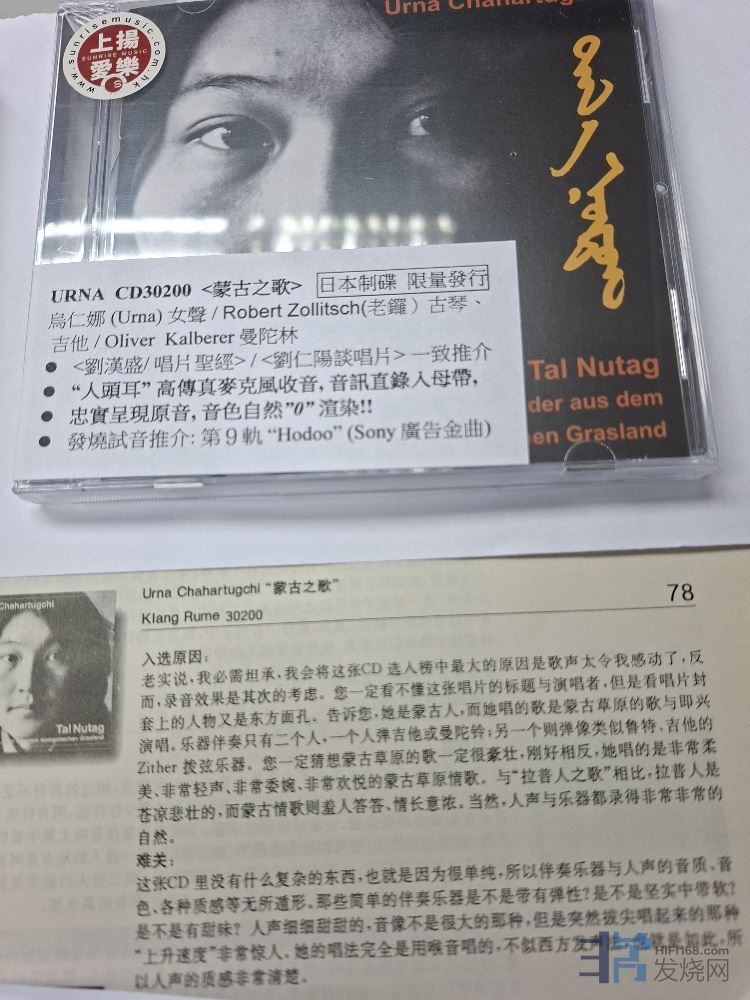 Urna Chahartug
www.sunrisemusic.com.hk
上揚
SUNRISE MUSIC
愛樂
URNA CD30200 <蒙古之歌> 日本制碟 限量發行
烏仁娜 (Urna) 女聲 / Robert Zollitsch(老鑼）古琴、
吉他 / Oliver Kalberer 曼陀林
● <劉漢盛/ 唱片聖經> / <劉仁陽談唱片> 一致推介
● “人頭耳” 高傳真麥克風收音, 音訊直錄入母帶,
● 忠實呈現原音, 音色自然"0" 渲染!!
● 發燒試音推介: 第９軌 “Hodoo” (Sony 廣告金曲)
Tal Nutag
der aus dem
en Grasland
Chahartugchi
Tal Nutag
Urna Chahartugchi “蒙古之歌”
78
Klang Rume 30200
入选原因:
老实说，我必需坦承，我会将这张CD 选入榜中最大的原因是歌声太令我感动了，反
而，录音效果是其次的考虑。您一定看不懂这张唱片的标题与演唱者，但是看唱片封
套上的人物又是东方面孔。告诉您，她是蒙古人，而她唱的歌是蒙古草原的歌与即兴
演唱。乐器伴奏只有二个人，一个人弹吉他或曼陀铃；另一个则弹像类似鲁特、吉他的
Zither 拨弦乐器。您一定猜想蒙古草原的歌一定很豪壮，刚好相反，她唱的是非常柔
美、非常轻声、非常委婉、非常欢悦的蒙古草原情歌。与“拉普人之歌”相比，拉普人是
苍凉悲壮的，而蒙古情歌则羞人答答、情长意浓。当然，人声与乐器都录得非常非常的
自然。
难关:
这张CD 里没有什么复杂的东西，也就是因为很单纯，所以伴奏乐器与人声的音质、音
色、各种质感等无所遁形。那些简单的伴奏乐器是不是带有弹性？是不是坚实中带软？
是不是有甜味？人声细细甜甜的，音像不是很大的那种，但是突然拔尖唱起来的那种
“上升速度”非常惊人。她的唱法完全是用喉音唱的，不似西方发声法，也就是如此，所
以人声的质感非常清楚。
HIFI168.com
发烧网